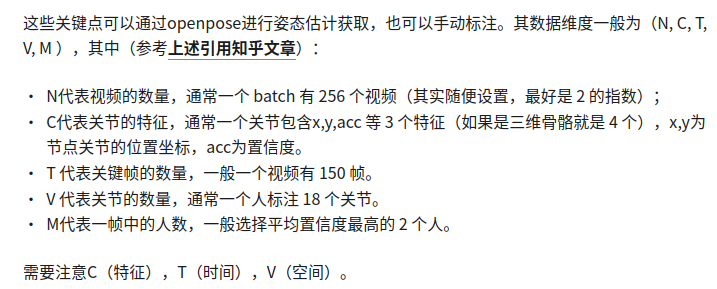 这些关键点可以通过openpose进行姿态估计获取，也可以手动标注。其数据维度一般为（N, C, T,
V, M ），其中（参考上述引用知乎文章）：
• N代表视频的数量，通常一个 batch 有 256 个视频（其实随便设置，最好是 2 的指数）；
• C代表关节的特征，通常一个关节包含x,y,acc 等 3 个特征（如果是三维骨骼就是 4 个），x,y为
节点关节的位置坐标，acc为置信度。
• T 代表关键帧的数量，一般一个视频有 150 帧。
• V 代表关节的数量，通常一个人标注 18 个关节。
• M代表一帧中的人数，一般选择平均置信度最高的 2 个人。
需要注意C（特征），T（时间），V（空间）。